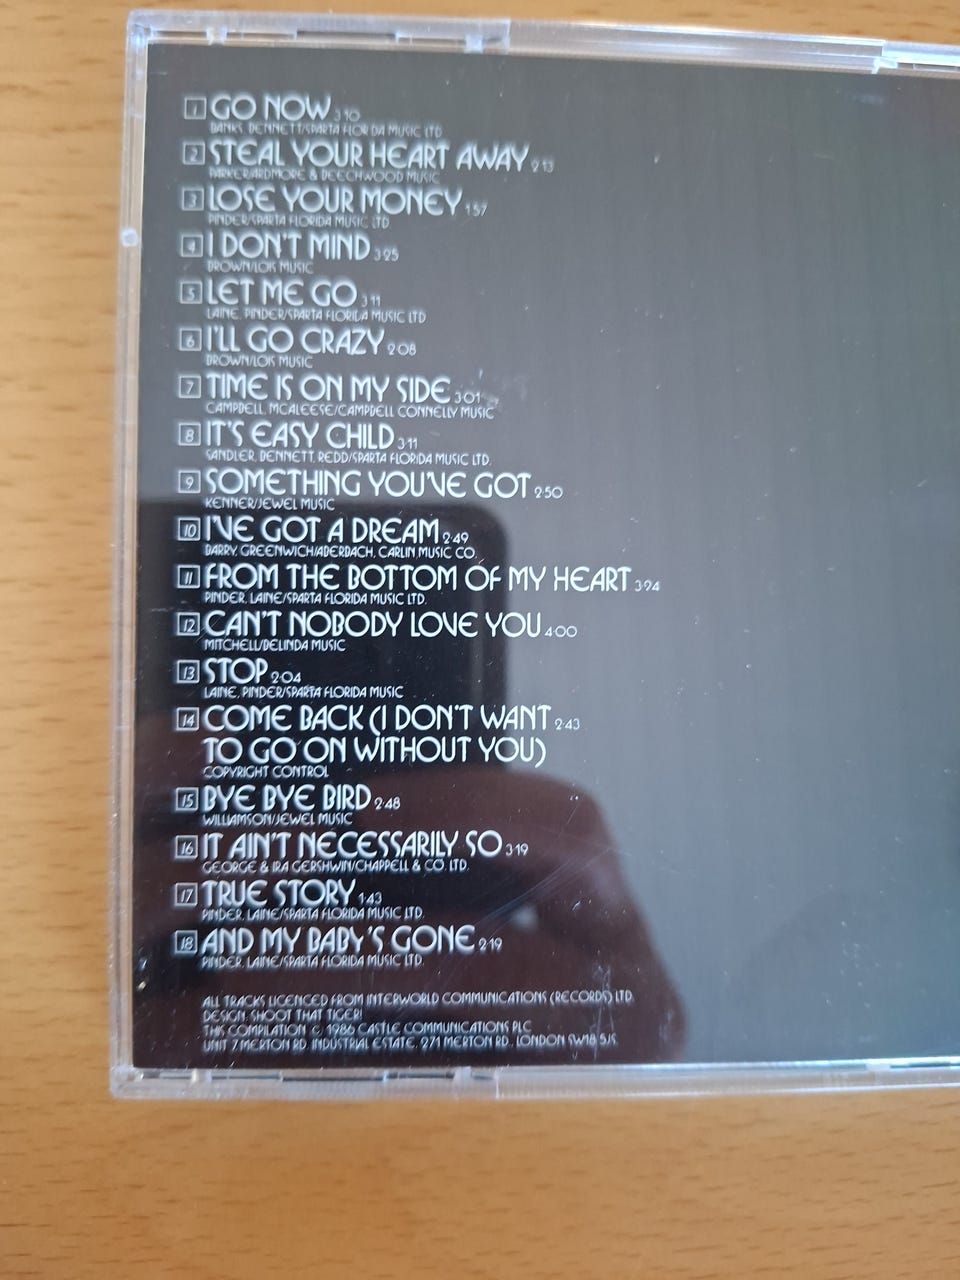 1 GO NOW 3·10
BANKS, BENNETT/SPARTA FLORIDA MUSIC LTD
2 STEAL YOUR HEART AWAY 2·13
PARKER/ARDMORE & BEECHWOOD MUSIC
3 LOSE YOUR MONEY 1·57
PINDER/SPARTA FLORIDA MUSIC LTD
4 I DON'T MIND 3·25
BROWN/LOIS MUSIC
5 LET ME GO 3·11
LAINE, PINDER/SPARTA FLORIDA MUSIC LTD
6 I'LL GO CRAZY 2·08
BROWN/LOIS MUSIC
7 TIME IS ON MY SIDE 3·01
CAMPBELL, MCALEESE/CAMPBELL CONNELLY MUSIC
8 IT'S EASY CHILD 3·11
SANDLER, BENNETT, REDD/SPARTA FLORIDA MUSIC LTD.
9 SOMETHING YOU'VE GOT 2·50
KENNER/JEWEL MUSIC
10 I'VE GOT A DREAM 2·49
BARRY, GREENWICH/ABERBACH, CARLIN MUSIC CO.
11 FROM THE BOTTOM OF MY HEART 3·24
PINDER, LAINE/SPARTA FLORIDA MUSIC LTD.
12 CAN'T NOBODY LOVE YOU 4·00
MITCHELL/BELINDA MUSIC
13 STOP 2·04
LAINE, PINDER/SPARTA FLORIDA MUSIC
14 COME BACK (I DON'T WANT 2·43
TO GO ON WITHOUT YOU)
COPYRIGHT CONTROL
15 BYE BYE BIRD 2·48
WILLIAMSON/JEWEL MUSIC
16 IT AIN'T NECESSARILY SO 3·19
GEORGE & IRA GERSHWIN/CHAPPELL & CO. LTD.
17 TRUE STORY 1·43
PINDER, LAINE/SPARTA FLORIDA MUSIC LTD.
18 AND MY BABY'S GONE 2·19
PINDER, LAINE/SPARTA FLORIDA MUSIC LTD.
ALL TRACKS LICENCED FROM INTERWORLD COMMUNICATIONS (RECORDS) LTD.
DESIGN: SHOOT THAT TIGER!
THIS COMPILATION © 1986 CASTLE COMMUNICATIONS PLC
UNIT 7 MERTON RD. INDUSTRIAL ESTATE, 271 MERTON RD., LONDON SW18 5JS.